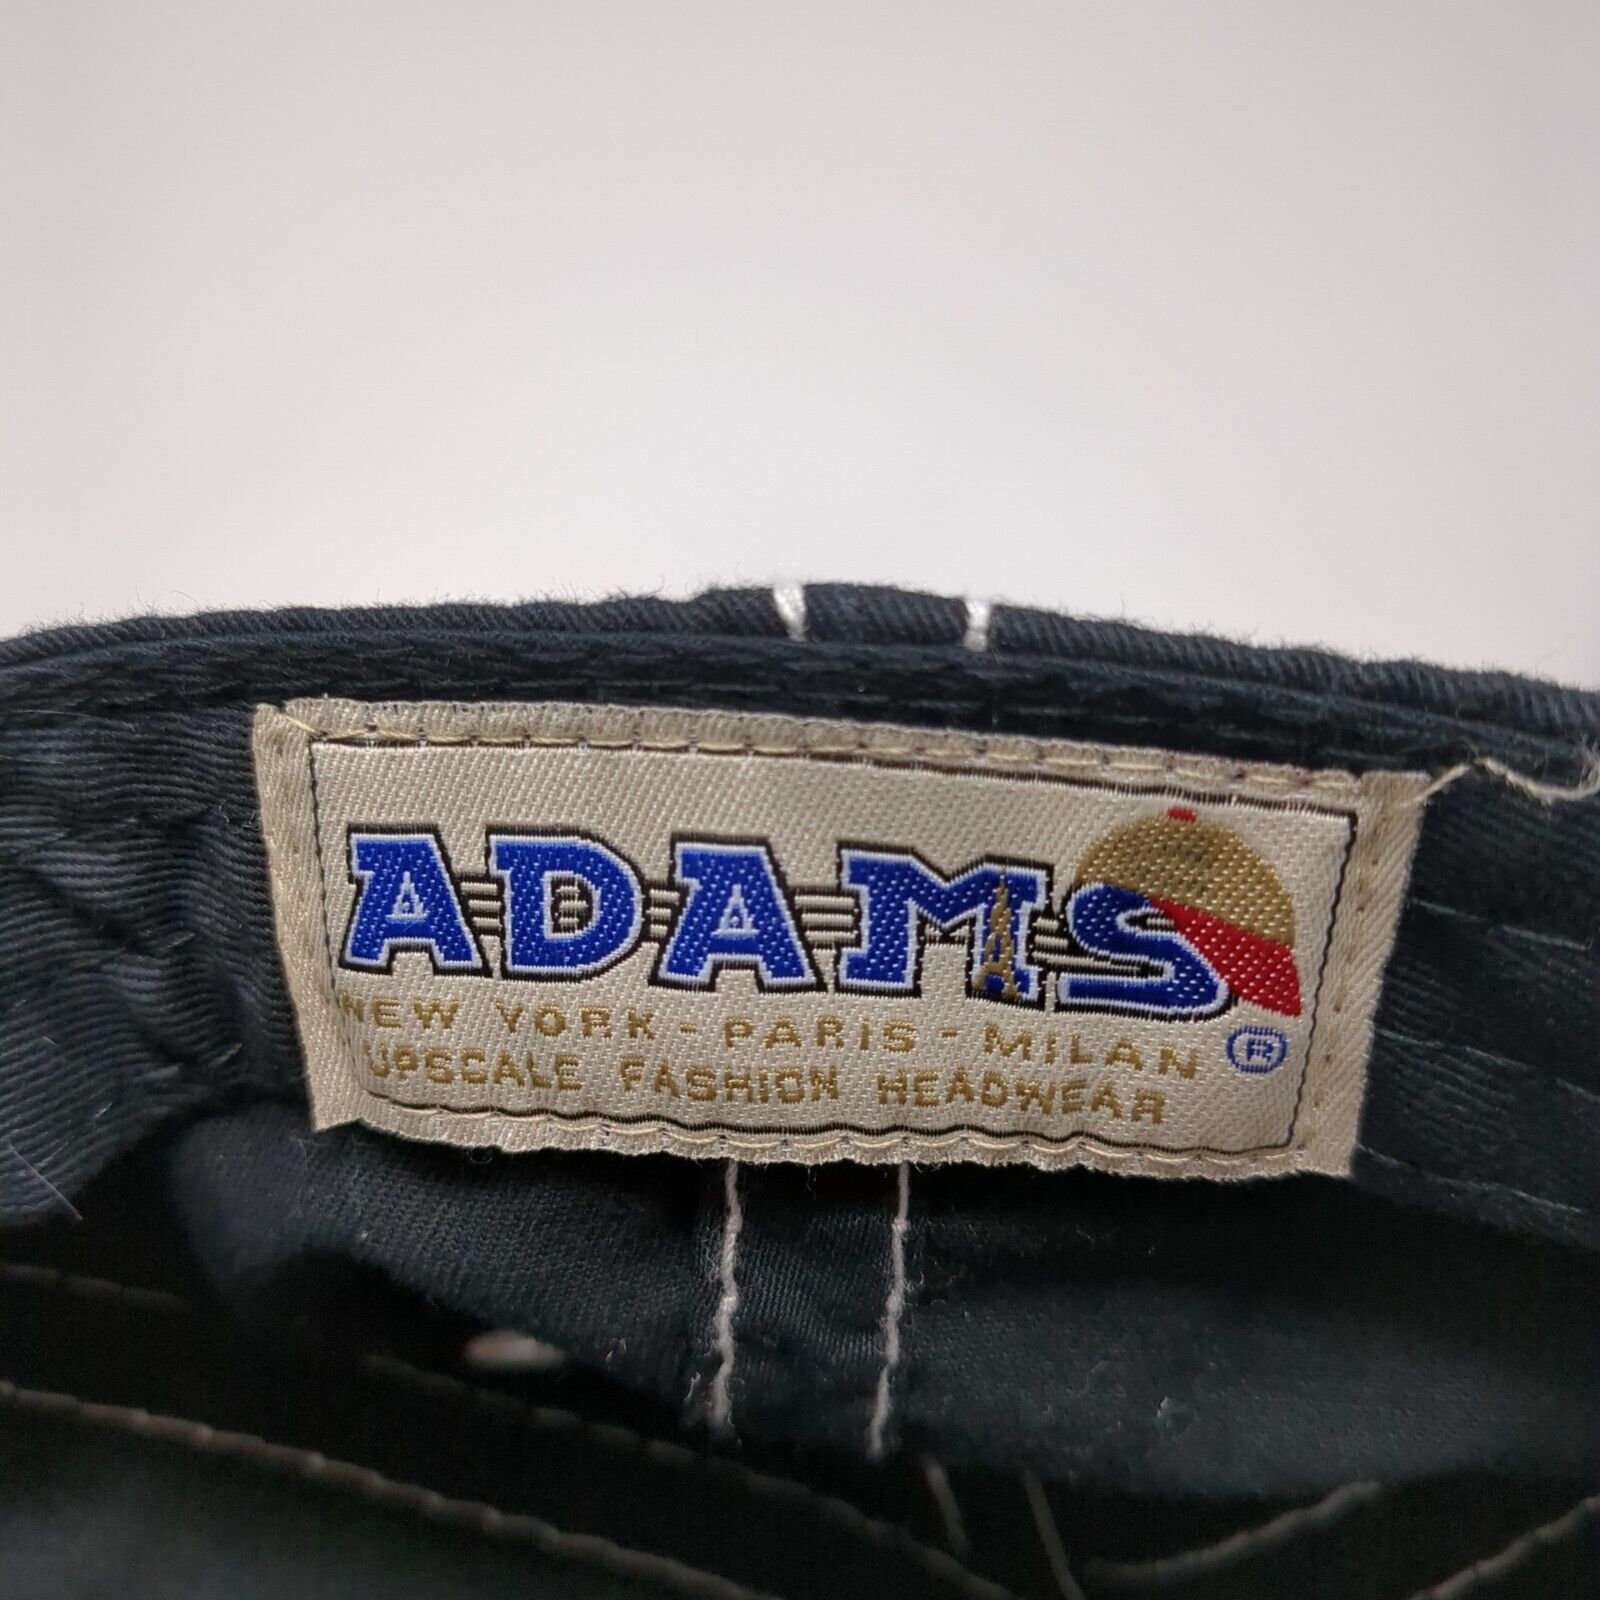 ADAMS
NEW YORK - PARIS - MILAN ®
UPSCALE FASHION HEADWEAR